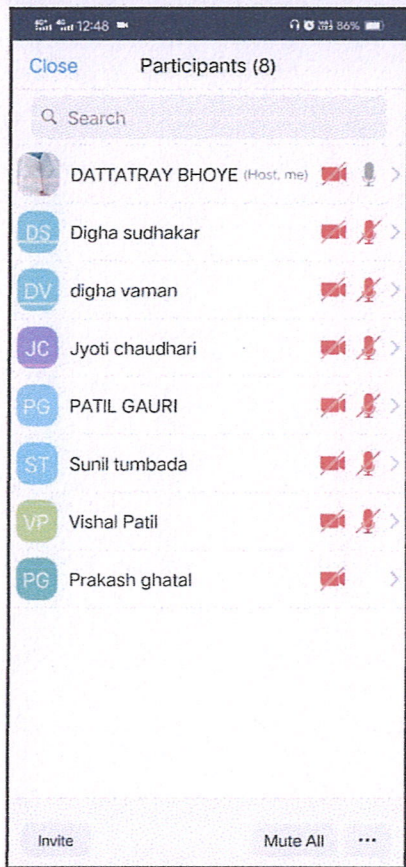 12:48 86%
Close Participants (8)
Search
DATTATRAY BHOYE (Host, me)
DS Digha sudhakar
DV digha vaman
JC Jyoti chaudhari
PG PATIL GAURI
ST Sunil tumbada
VP Vishal Patil
PG Prakash ghatal
Invite Mute All ...